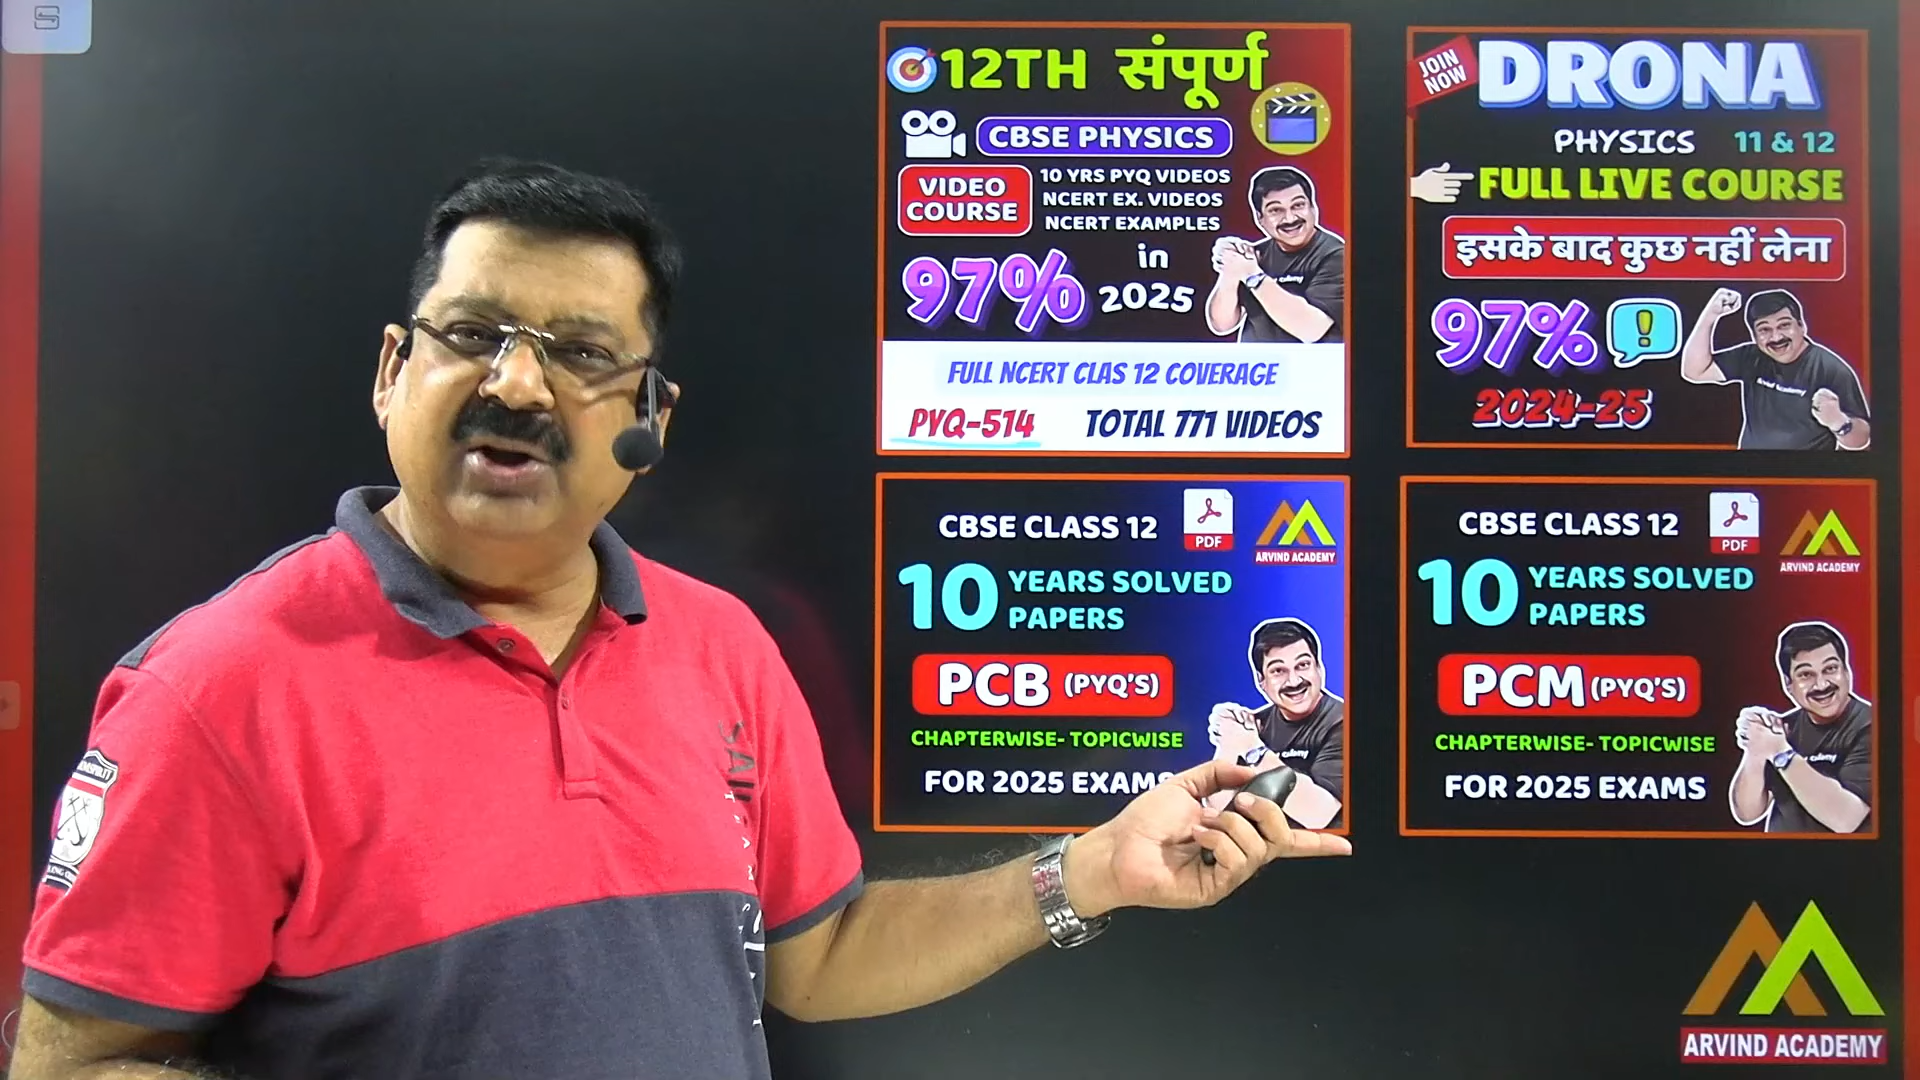 12TH संपूर्ण
CBSE PHYSICS
VIDEO
COURSE
10 YRS PYQ VIDEOS
NCERT EX. VIDEOS
NCERT EXAMPLES
97%
in
2025
FULL NCERT CLAS 12 COVERAGE
PYQ-514 TOTAL 771 VIDEOS
JOIN
NOW
DRONA
PHYSICS 11 & 12
FULL LIVE COURSE
इसके बाद कुछ नहीं लेना
97% !
2024-25
CBSE CLASS 12
PDF
ARVIND ACADEMY
10 YEARS SOLVED
PAPERS
PCB (PYQ'S)
CHAPTERWISE- TOPICWISE
FOR 2025 EXAMS
CBSE CLASS 12
PDF
ARVIND ACADEMY
10 YEARS SOLVED
PAPERS
PCM (PYQ'S)
CHAPTERWISE- TOPICWISE
FOR 2025 EXAMS
ARVIND ACADEMY